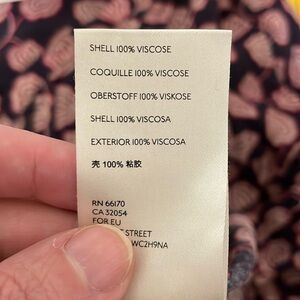 SHELL 100% VISCOSE
COQUILLE 100% VISCOSE
OBERSTOFF 100% VISKOSE
SHELL 100% VISCOSA
EXTERIOR 100% VISCOSA
壳 100% 粘胶
RN 66170
CA 32054
FOR EU
STREET
WC2H9NA